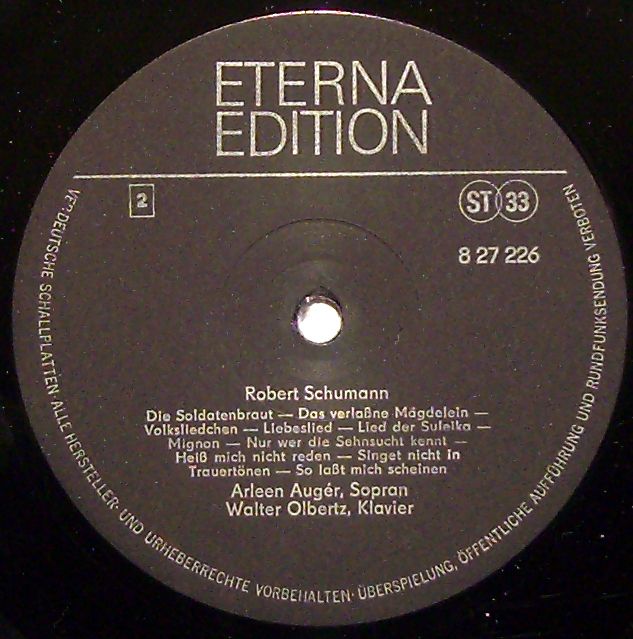 ETERNA
EDITION
2
ST 33
8 27 226
Robert Schumann
Die Soldatenbraut — Das verlaßne Mägdelein —
Volksliedchen — Liebeslied — Lied der Suleika —
Mignon — Nur wer die Sehnsucht kennt —
Heiß mich nicht reden — Singet nicht in
Trauertönen — So laßt mich scheinen
Arleen Augér, Sopran
Walter Olbertz, Klavier
DEUTSCHE SCHALLPLATTEN · ALLE HERSTELLER- UND URHEBERRECHTE VORBEHALTEN · ÜBERSPIELUNG, ÖFFENTLICHE AUFFÜHRUNG UND RUNDFUNKSENDUNG VERBOTEN